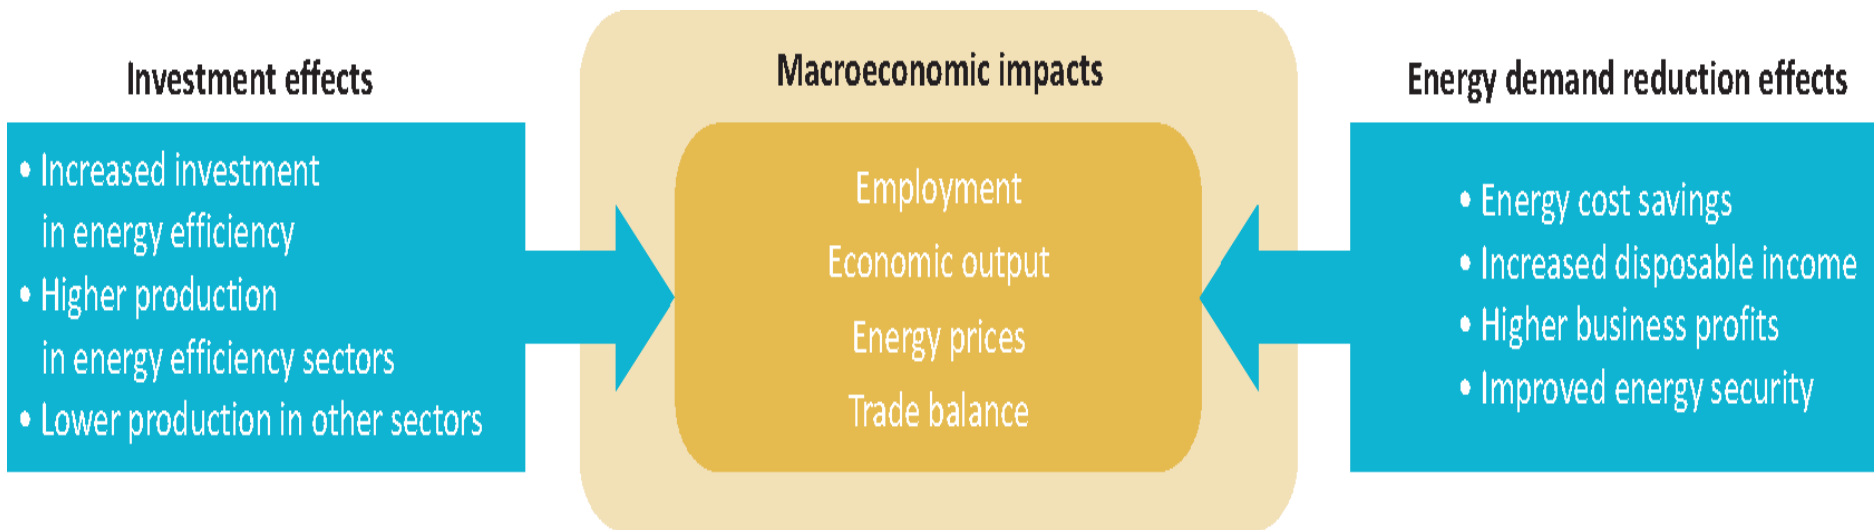 Investment effects
• Increased investment
in energy efficiency
• Higher production
in energy efficiency sectors
• Lower production in other sectors
Macroeconomic impacts
Employment
Economic output
Energy prices
Trade balance
Energy demand reduction effects
• Energy cost savings
• Increased disposable income
• Higher business profits
• Improved energy security